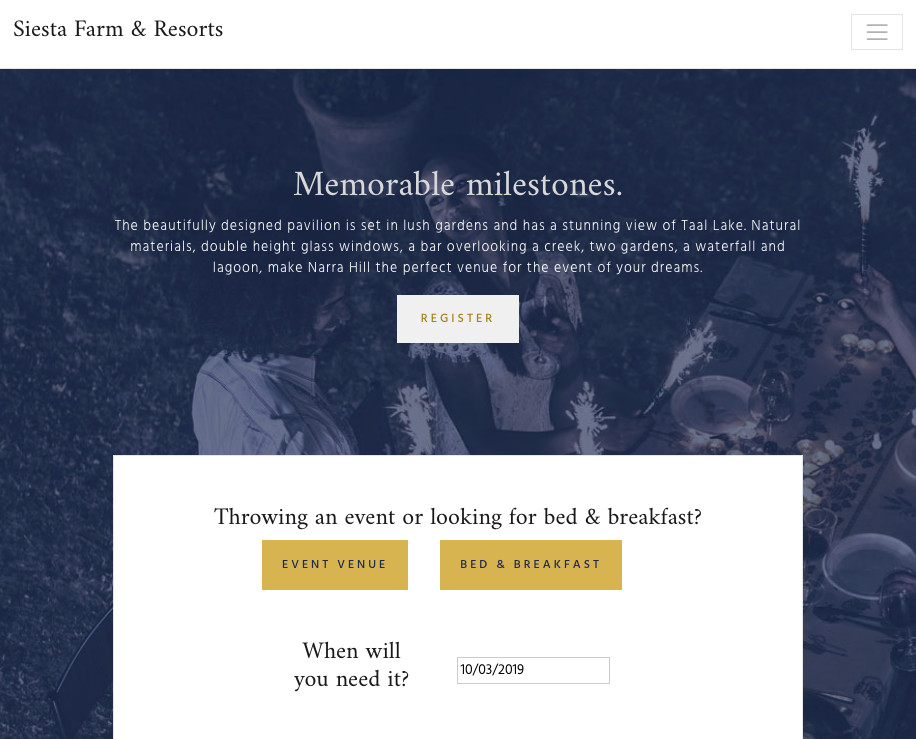 Siesta Farm & Resorts
Memorable milestones.
The beautifully designed pavilion is set in lush gardens and has a stunning view of Taal Lake. Natural
materials, double height glass windows, a bar overlooking a creek, two gardens, a waterfall and
lagoon, make Narra Hill the perfect venue for the event of your dreams.
REGISTER
Throwing an event or looking for bed & breakfast?
EVENT VENUE
BED & BREAKFAST
When will
you need it?
10/03/2019